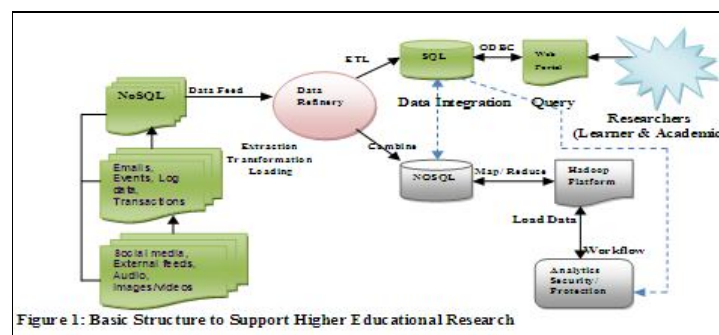 ETL
SQL
ODBC
Web
Portal
NoSQL
Data Feed
Data
Refinery
Data Integration
Query
Researchers
(Learner & Academic
Extraction
Transformation
Loading
Combine
Emails,
Events, Log
data,
Transactions
NOSQL
Map/ Reduce
Hadoop
Platform
Load Data
Social media,
External feeds,
Audio,
Images/videos
Workflow
Analytics
Security/
Protection
Figure 1: Basic Structure to Support Higher Educational Research